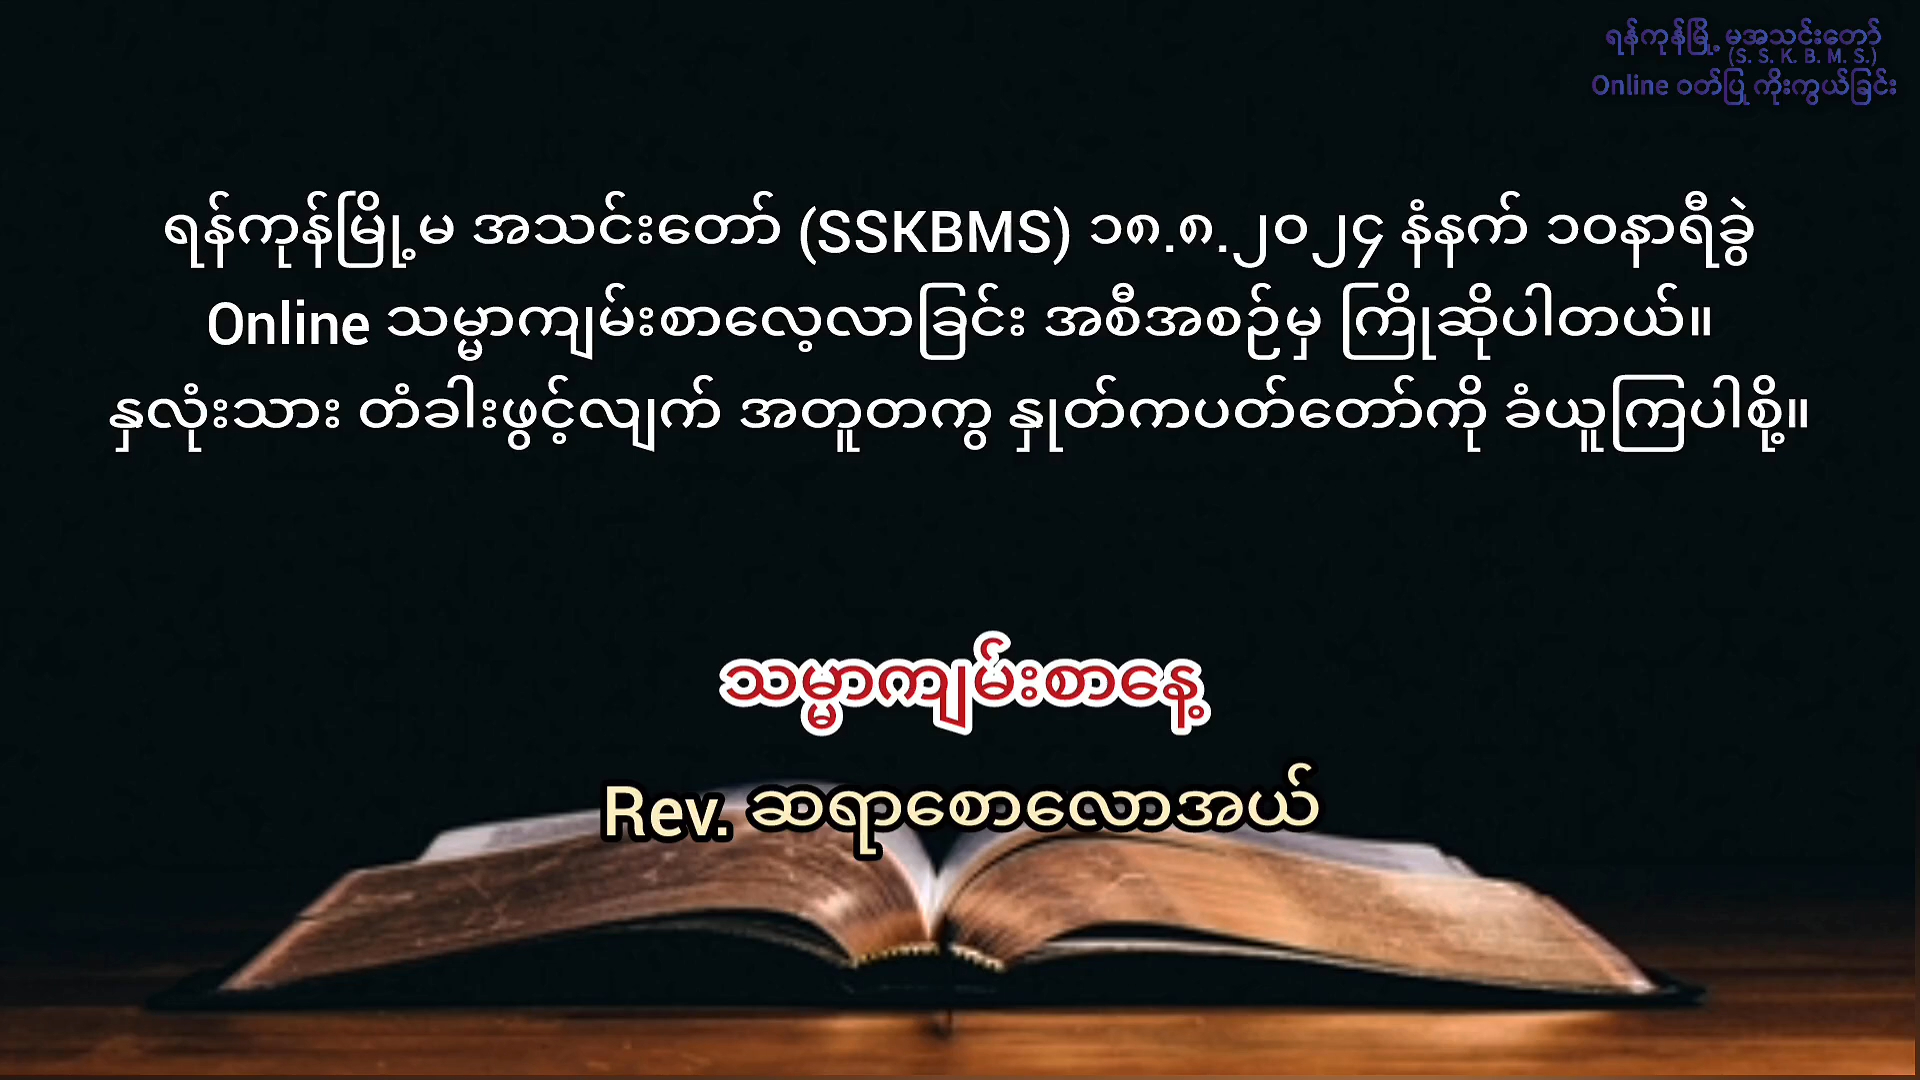 ရန်ကုန်မြို့ မအသင်းတော်
(S. S. K. B. M. S.)
Online ဝတ်ပြု ကိုးကွယ်ခြင်း
ရန်ကုန်မြို့မ အသင်းတော် (SSKBMS) ၁၈.၈.၂၀၂၄ နံနက် ၁၀နာရီခွဲ
Online သမ္မာကျမ်းစာလေ့လာခြင်း အစီအစဉ်မှ ကြိုဆိုပါတယ်။
နှလုံးသား တံခါးဖွင့်လျက် အတူတကွ နှုတ်ကပတ်တော်ကို ခံယူကြပါစို့။
သမ္မာကျမ်းစာနေ့
Rev. ဆရာစောလောအယ်